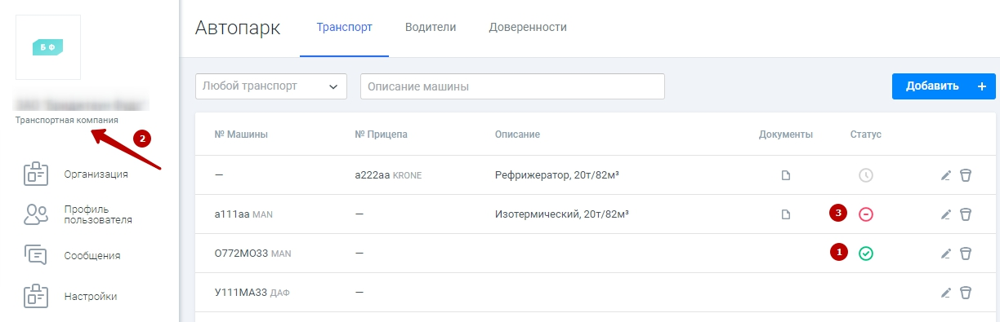 Б Ф
Автопарк Транспорт Водители Доверенности
Любой транспорт Описание машины Добавить +
Транспортная компания
2
№ Машины № Прицепа Описание Документы Статус
Организация
— а222аа KRONE Рефрижератор, 20т/82м³
Профиль
пользователя
а111аа MAN — Изотермический, 20т/82м³ 3
Сообщения
О772МО33 MAN — 1
Настройки
У111МА33 ДАФ —